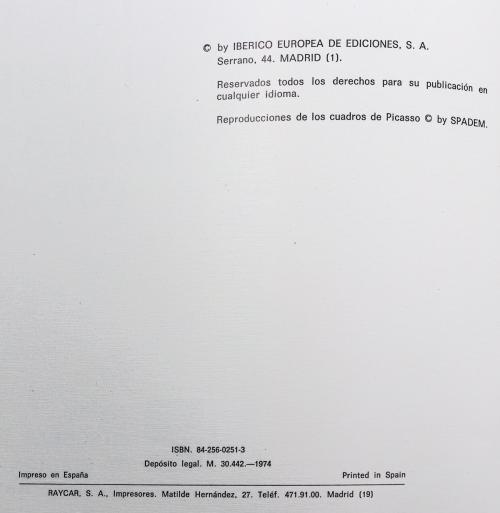 © by IBERICO EUROPEA DE EDICIONES, S. A.
Serrano, 44. MADRID (1).
Reservados todos los derechos para su publicación en
cualquier idioma.
Reproducciones de los cuadros de Picasso © by SPADEM.
ISBN. 84-256-0251-3
Depósito legal. M. 30.442.—1974
Impreso en España Printed in Spain
RAYCAR, S. A., Impresores. Matilde Hernández, 27. Teléf. 471.91.00. Madrid (19)